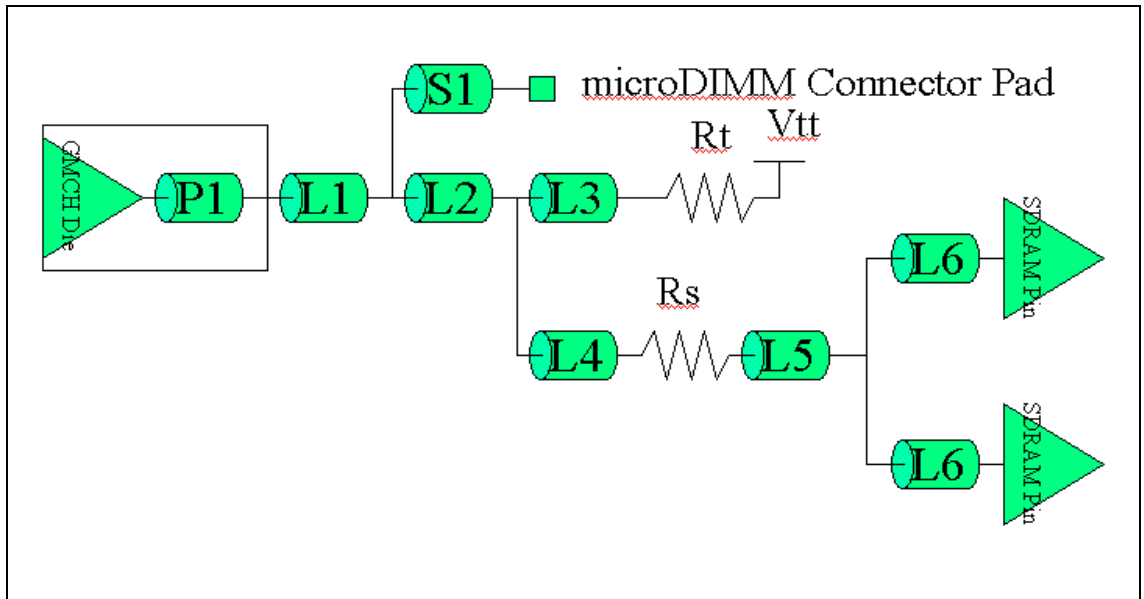 S1
microDIMM Connector Pad
Rt
Vtt
GMCH Die
P1
L1
L2
L3
L6
SDRAM Pin
Rs
L4
L5
L6
SDRAM Pin